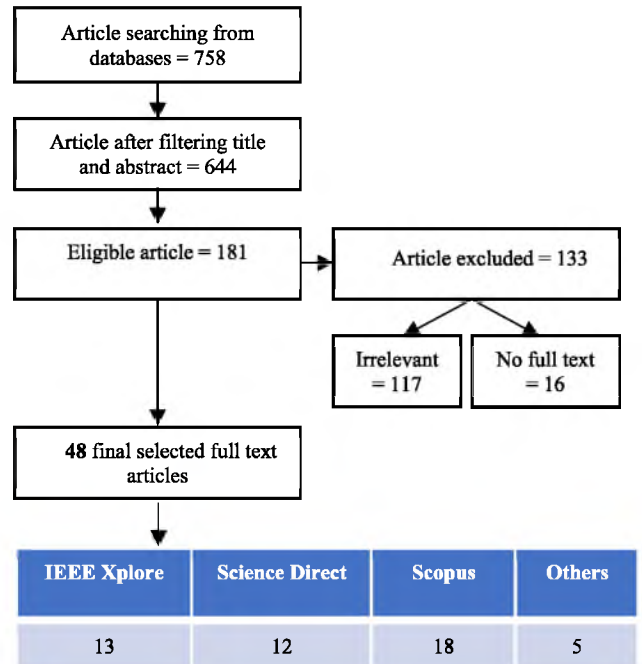 Article searching from
databases = 758
Article after filtering title
and abstract = 644
Eligible article = 181
Article excluded = 133
Irrelevant
= 117
No full text
= 16
48 final selected full text
articles
IEEE Xplore Science Direct Scopus Others
13 12 18 5